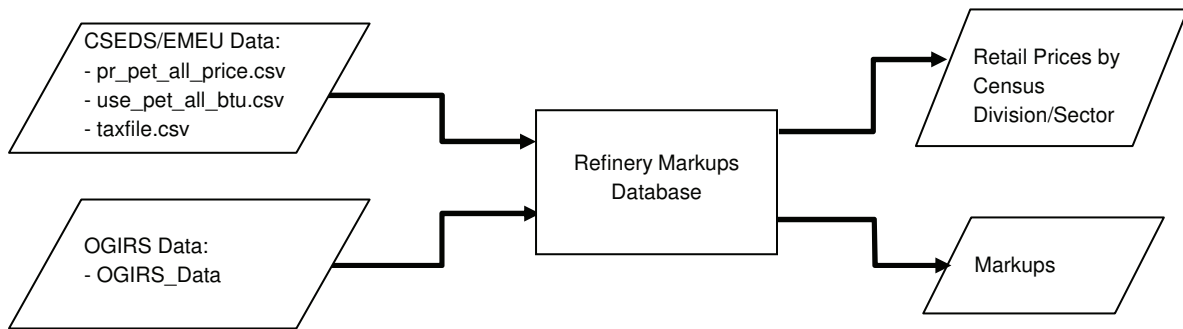 CSEDS/EMEU Data:
- pr_pet_all_price.csv
- use_pet_all_btu.csv
- taxfile.csv
OGIRS Data:
- OGIRS_Data
Refinery Markups
Database
Retail Prices by
Census
Division/Sector
Markups